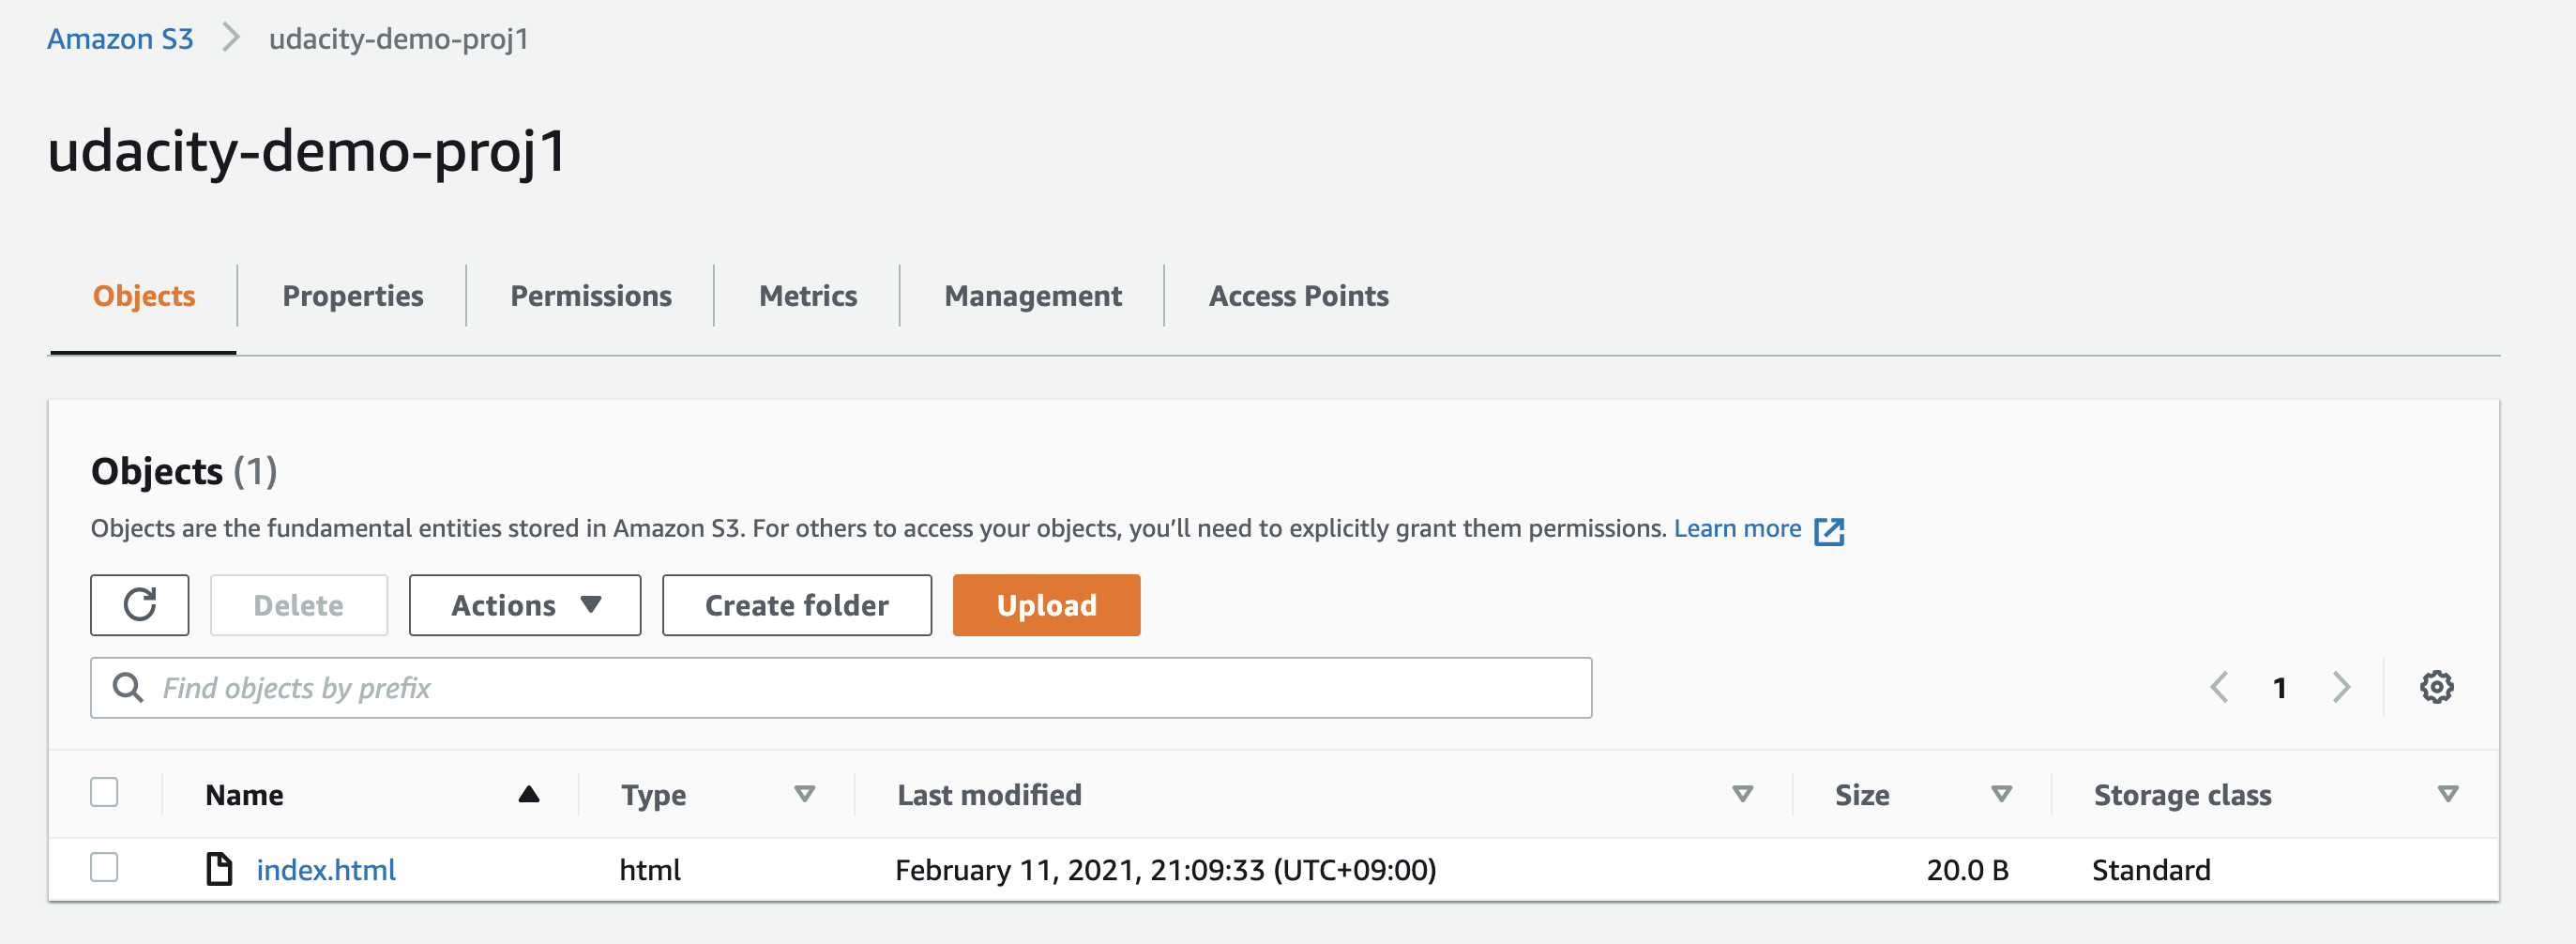 Amazon S3 udacity-demo-proj1
udacity-demo-proj1
Objects Properties Permissions Metrics Management Access Points
Objects (1)
Objects are the fundamental entities stored in Amazon S3. For others to access your objects, you’ll need to explicitly grant them permissions. Learn more
Delete Actions Create folder Upload
Find objects by prefix 1
Name Type Last modified Size Storage class
index.html html February 11, 2021, 21:09:33 (UTC+09:00) 20.0 B Standard